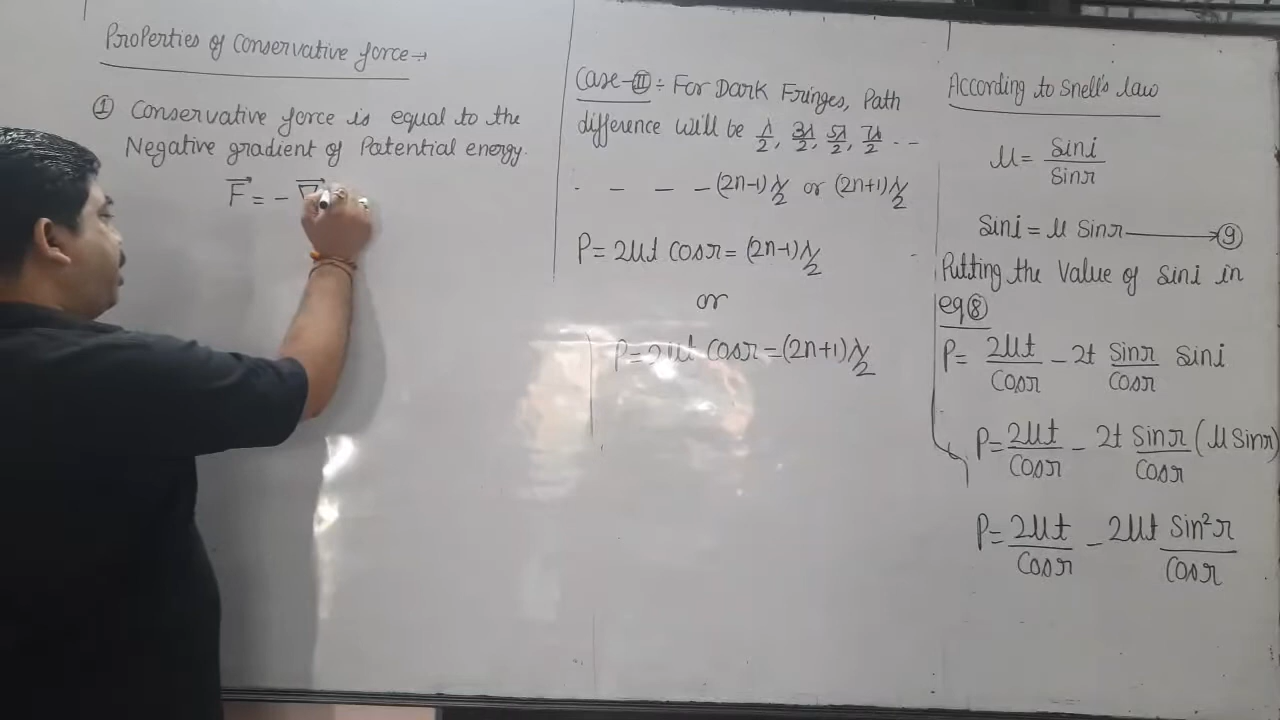 Properties of Conservative force→
① Conservative force is equal to the
Negative gradient of Patential energy.
F⃗ = - ∇⃗
Case-II :- For Dark Fringes, Path
difference will be λ/2, 3λ/2, 5λ/2, 7λ/2 - -
- - - - (2n-1)λ/2 or (2n+1)λ/2
P = 2μt cosr = (2n-1)λ/2
or
P = 2μt cosr = (2n+1)λ/2
According to Snell's law
μ = sini/sinr
sini = μ sinr → ⑨
Putting the value of sini in
eq⑧
P = 2μt/cosr - 2t sinr/cosr sini
P = 2μt/cosr - 2t sinr/cosr (μ sinr)
P = 2μt/cosr - 2μt sin²r/cosr